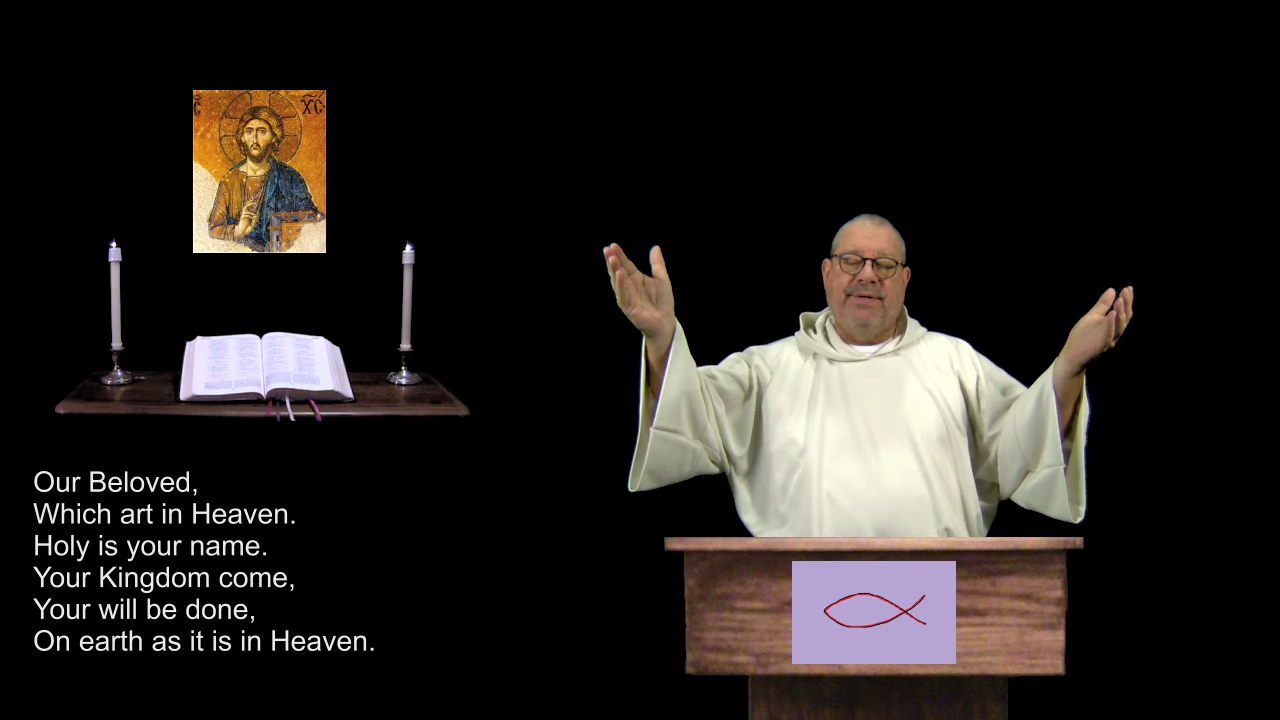 C
XC
Our Beloved,
Which art in Heaven.
Holy is your name.
Your Kingdom come,
Your will be done,
On earth as it is in Heaven.